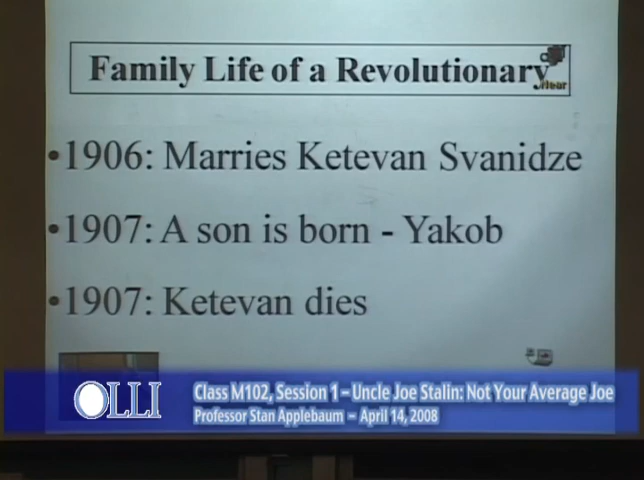 Family Life of a Revolutionary
clear
•1906: Marries Ketevan Svanidze
•1907: A son is born - Yakob
•1907: Ketevan dies
OLLI
Class M102, Session 1 – Uncle Joe Stalin: Not Your Average Joe
Professor Stan Applebaum – April 14, 2008